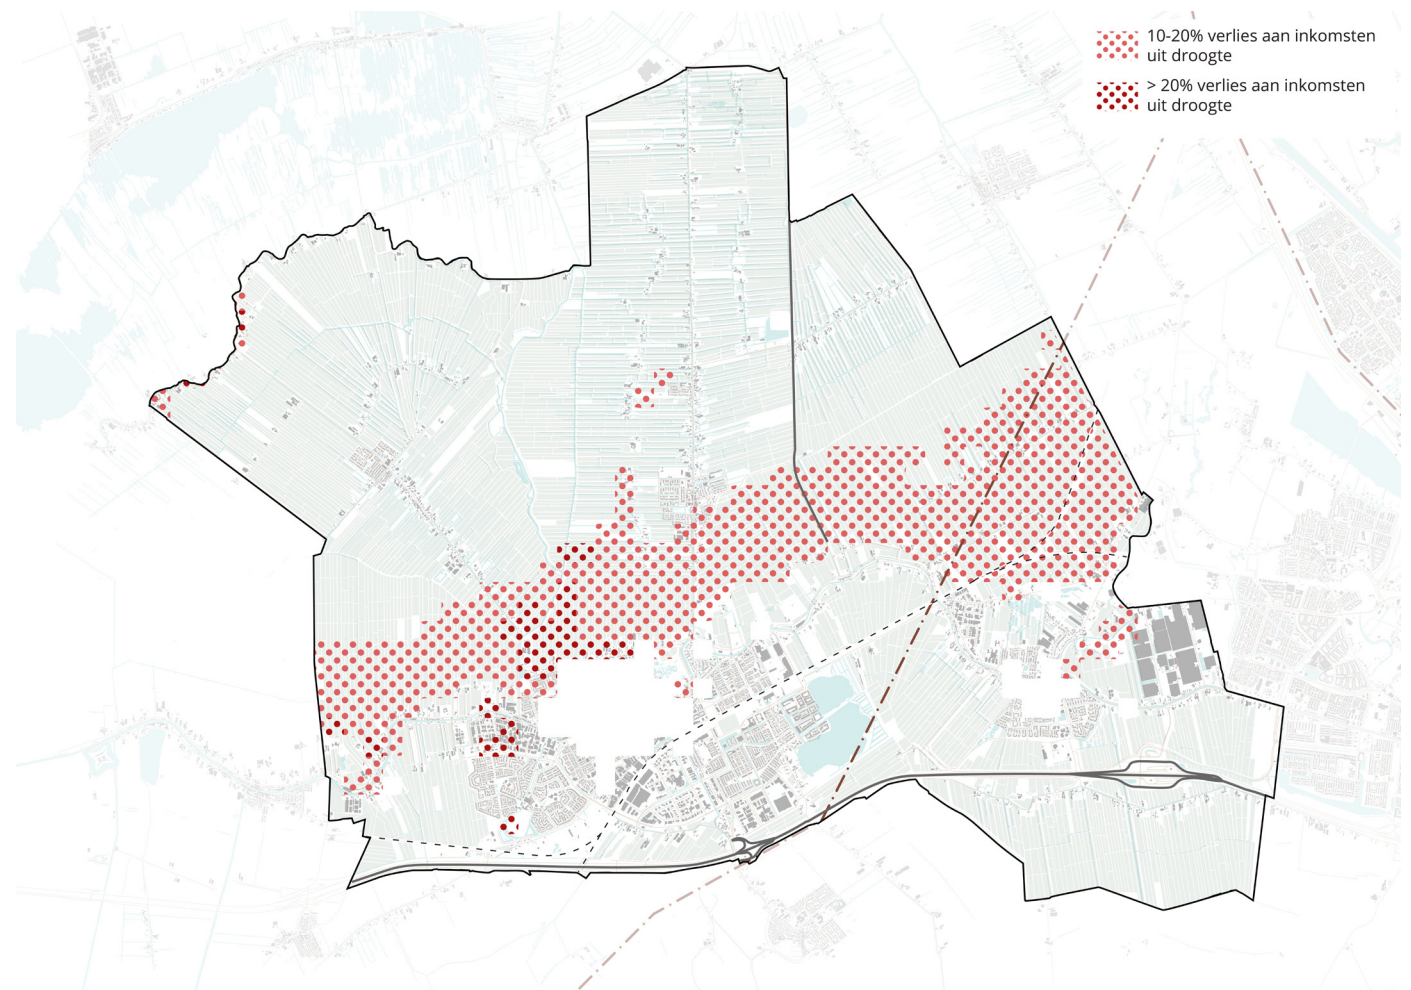 10-20% verlies aan inkomsten
uit droogte
> 20% verlies aan inkomsten
uit droogte